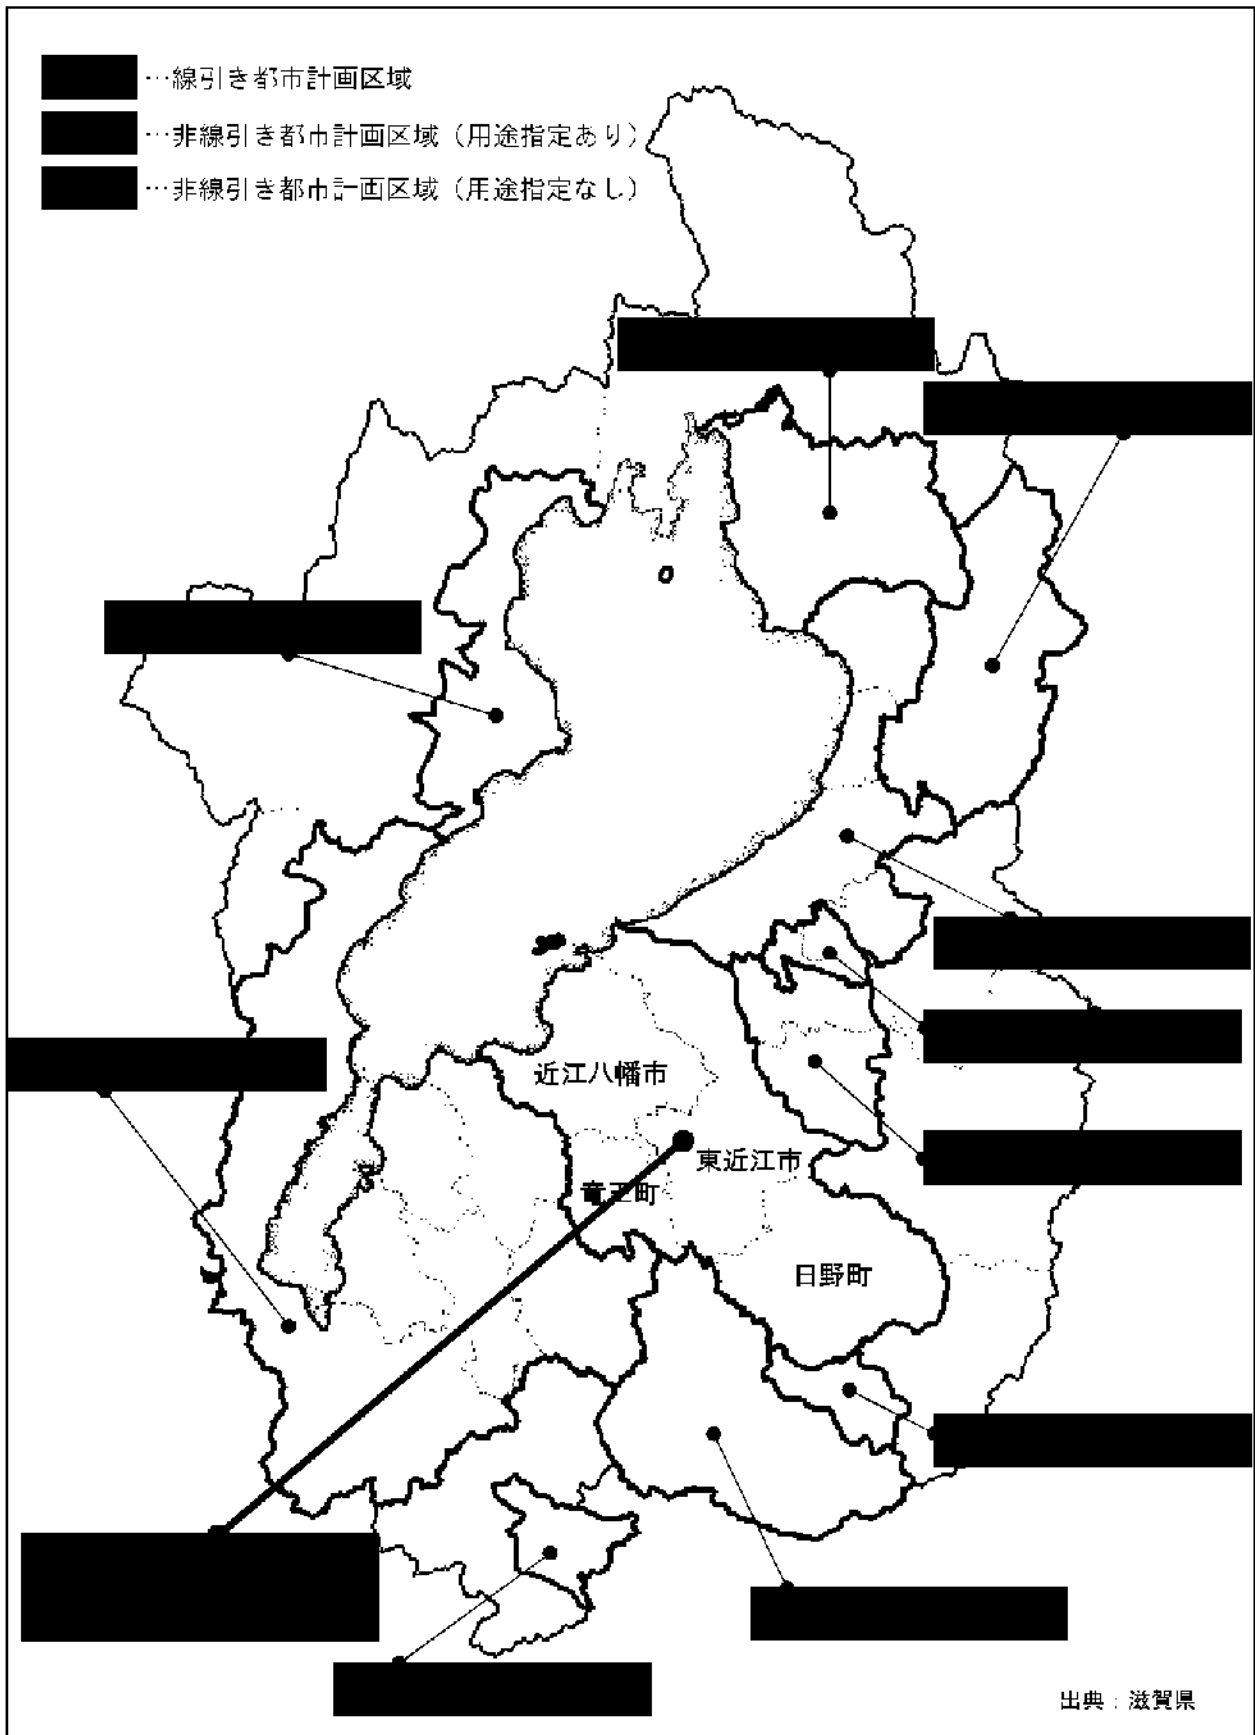 …線引き都市計画区域
…非線引き都市計画区域（用途指定あり）
…非線引き都市計画区域（用途指定なし）
近江八幡市
東近江市
竜王町
日野町
出典：滋賀県